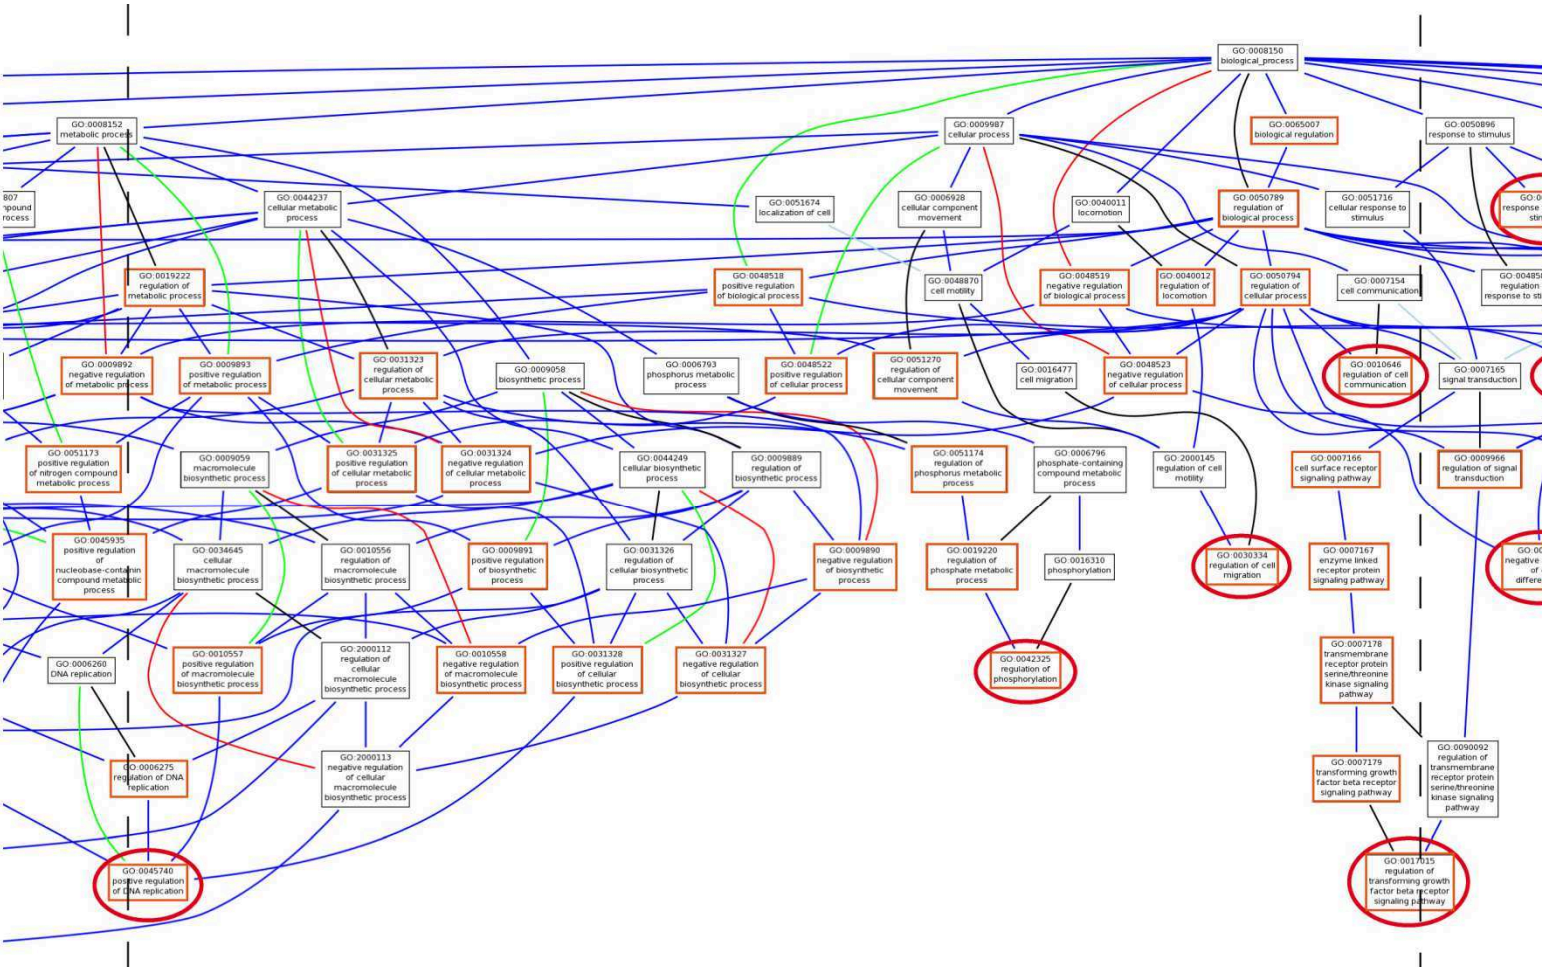 GO:0008150
biological_process
GO:0008152
metabolic process
GO:0009987
cellular process
GO:0065007
biological regulation
GO:0050896
response to stimulus
807
rocess
GO:0044237
cellular metabolic
process
GO:0051674
localization of cell
GO:0006928
cellular component
movement
GO:0040011
locomotion
GO:0050789
regulation of
biological process
GO:0051716
cellular response to
stimulus
response
GO:0019222
regulation of
metabolic process
GO:0048518
positive regulation
of biological process
GO:0048870
cell motility
GO:0048519
negative regulation
of biological process
GO:0040012
regulation of
locomotion
GO:0050794
regulation of
cellular process
GO:0007154
cell communication
regulation
GO:0009892
negative regulation
of metabolic process
GO:0009893
positive regulation
of metabolic process
GO:0031323
regulation of
cellular metabolic
process
GO:0009058
biosynthetic process
GO:0006793
phosphorus metabolic
process
GO:0048522
positive regulation
of cellular process
GO:0051270
regulation of
cellular component
movement
GO:0016477
cell migration
GO:0048523
negative regulation
of cellular process
GO:0010646
regulation of cell
communication
GO:0007165
signal transduction
GO:0051173
positive regulation
of nitrogen compound
metabolic process
GO:0009059
macromolecule
biosynthetic process
GO:0031325
positive regulation
of cellular metabolic
process
GO:0031324
negative regulation
of cellular metabolic
process
GO:0044249
cellular biosynthetic
process
GO:0009889
regulation of
biosynthetic process
GO:0051174
regulation of
phosphorus metabolic
process
GO:0006796
phosphate-containing
compound metabolic
process
GO:2000145
regulation of cell
motility
GO:0007166
cell surface receptor
signaling pathway
GO:0009966
regulation of signal
transduction
GO:0045935
positive regulation
of
nucleobase-contain
compound metabolic
process
GO:0034645
cellular
macromolecule
biosynthetic process
GO:0010556
regulation of
macromolecule
biosynthetic process
GO:0009891
positive regulation
of biosynthetic
process
GO:0031326
regulation of
cellular biosynthetic
process
GO:0009890
negative regulation
of biosynthetic
process
GO:0019220
regulation of
phosphate metabolic
process
GO:0016310
phosphorylation
GO:0030334
regulation of cell
migration
GO:0007167
enzyme linked
receptor protein
signaling pathway
negative
of
GO:0006260
DNA replication
GO:0010557
positive regulation
of macromolecule
biosynthetic process
GO:2000112
regulation of
cellular
macromolecule
biosynthetic process
GO:0010558
negative regulation
of macromolecule
biosynthetic process
GO:0031328
positive regulation
of cellular
biosynthetic process
GO:0031327
negative regulation
of cellular
biosynthetic process
GO:0042325
regulation of
phosphorylation
GO:0007178
transmembrane
receptor protein
serine/threonine
kinase signaling
pathway
GO:0006275
regulation of DNA
replication
GO:2000113
negative regulation
of cellular
macromolecule
biosynthetic process
GO:0007179
transforming growth
factor beta receptor
signaling pathway
GO:0090092
regulation of
transmembrane
receptor protein
serine/threonine
kinase signaling
pathway
GO:0045740
positive regulation
of DNA replication
GO:0017015
regulation of
transforming growth
factor beta receptor
signaling pathway